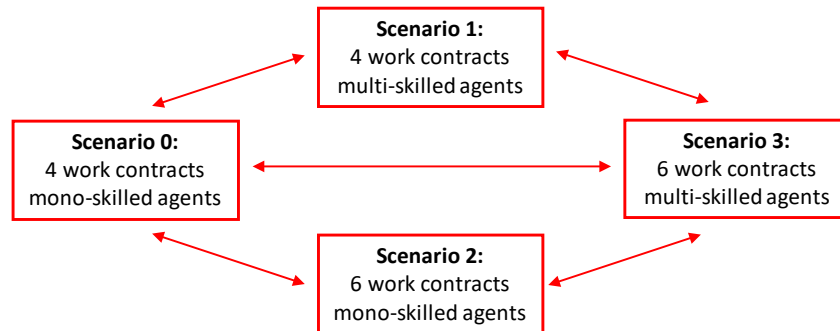 Scenario 1:
4 work contracts
multi-skilled agents
Scenario 0:
4 work contracts
mono-skilled agents
Scenario 3:
6 work contracts
multi-skilled agents
Scenario 2:
6 work contracts
mono-skilled agents